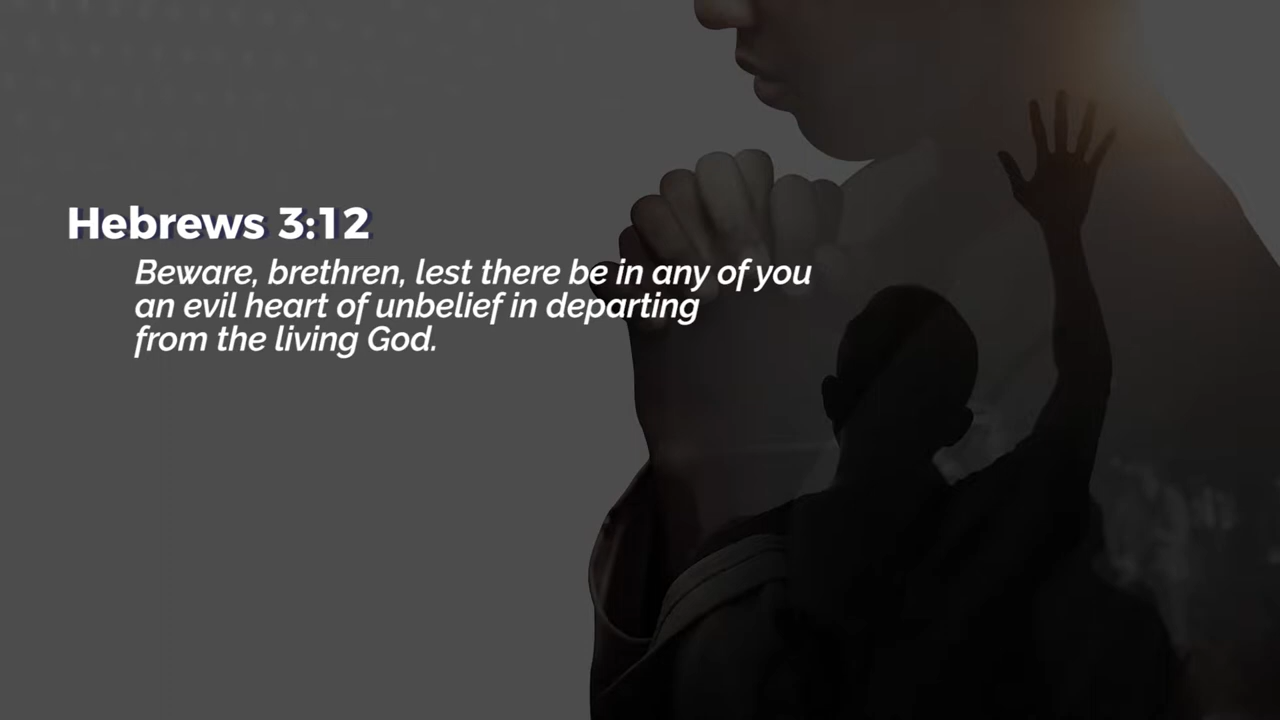 Hebrews 3:12
Beware, brethren, lest there be in any of you
an evil heart of unbelief in departing
from the living God.